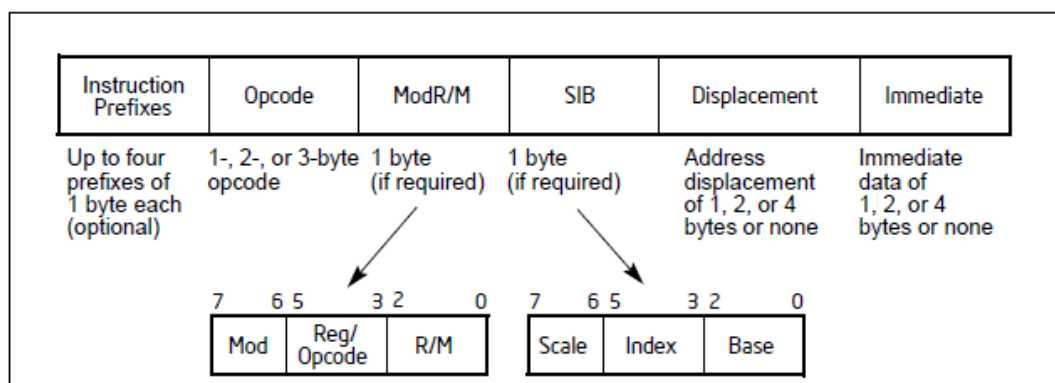 Instruction Prefixes
Opcode
ModR/M
SIB
Displacement
Immediate
Up to four
prefixes of
1 byte each
(optional)
1-, 2-, or 3-byte
opcode
1 byte
(if required)
1 byte
(if required)
Address
displacement
of 1, 2, or 4
bytes or none
Immediate
data of
1, 2, or 4
bytes or none
7 6 5 3 2 0
Mod
Reg/
Opcode
R/M
7 6 5 3 2 0
Scale
Index
Base